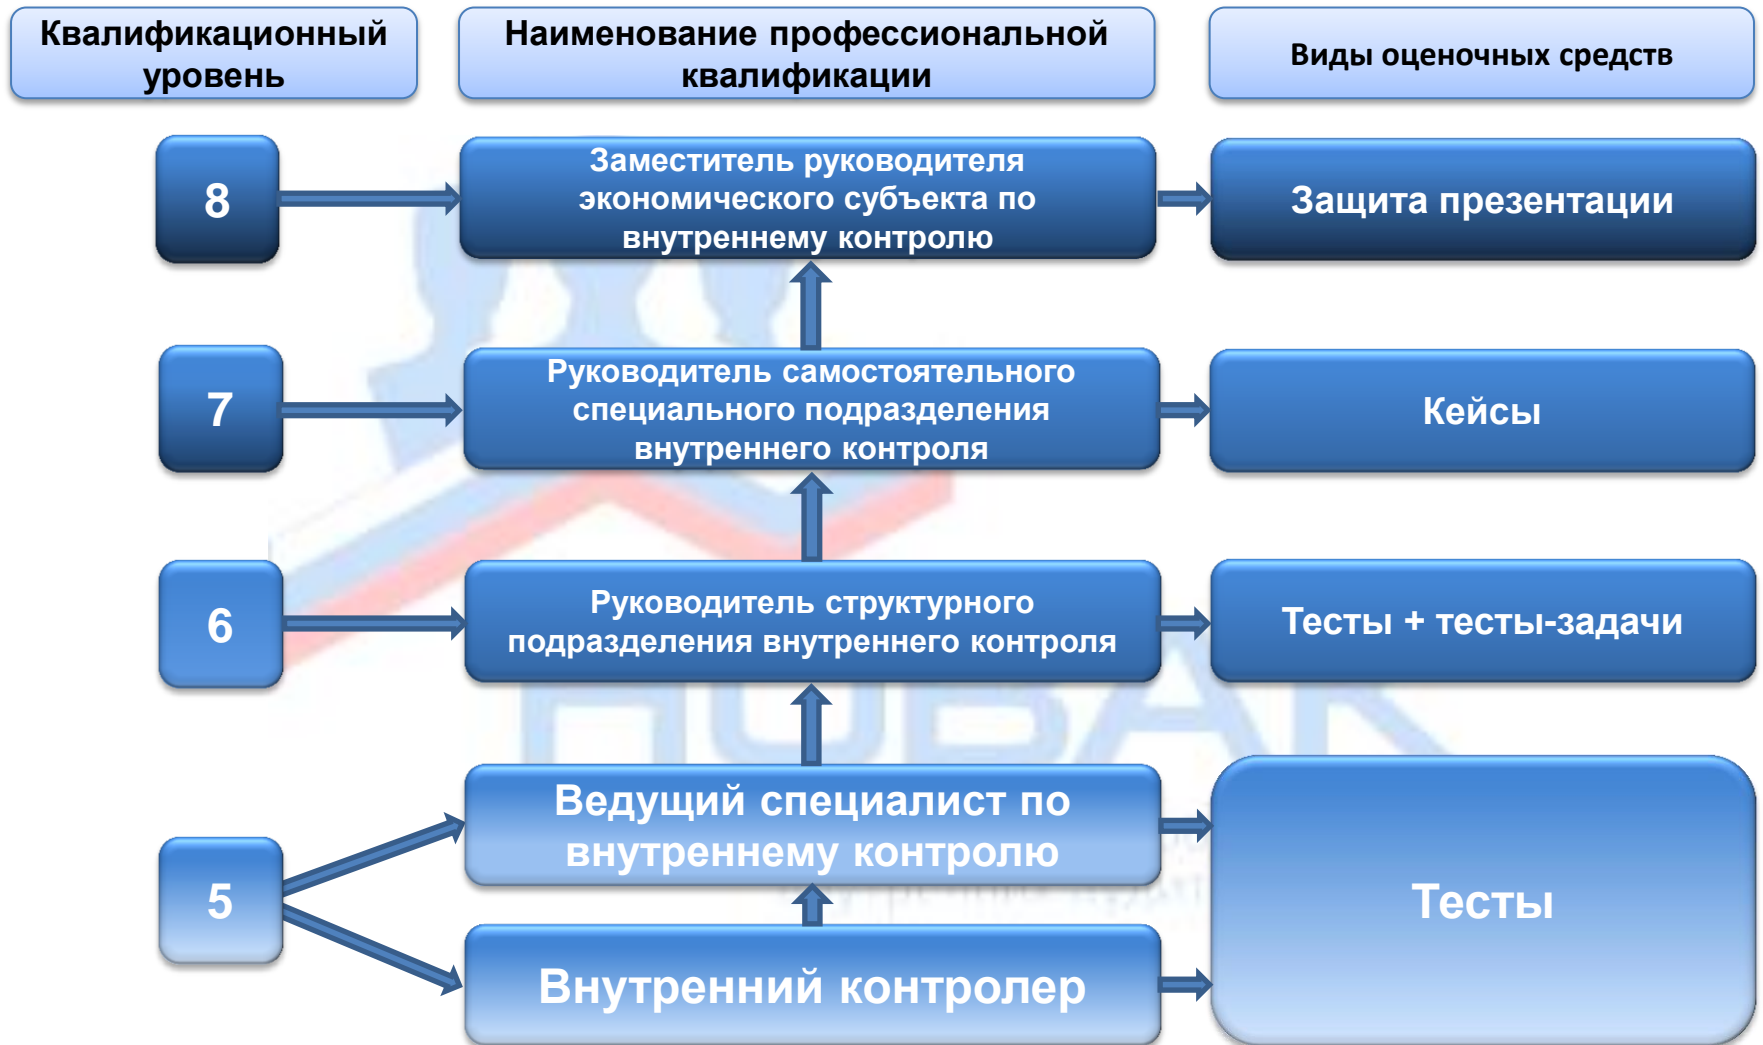 Квалификационный
уровень
Наименование профессиональной
квалификации
Виды оценочных средств
8
Заместитель руководителя
экономического субъекта по
внутреннему контролю
Защита презентации
7
Руководитель самостоятельного
специального подразделения
внутреннего контроля
Кейсы
6
Руководитель структурного
подразделения внутреннего контроля
Тесты + тесты-задачи
5
Ведущий специалист по
внутреннему контролю
Внутренний контролер
Тесты